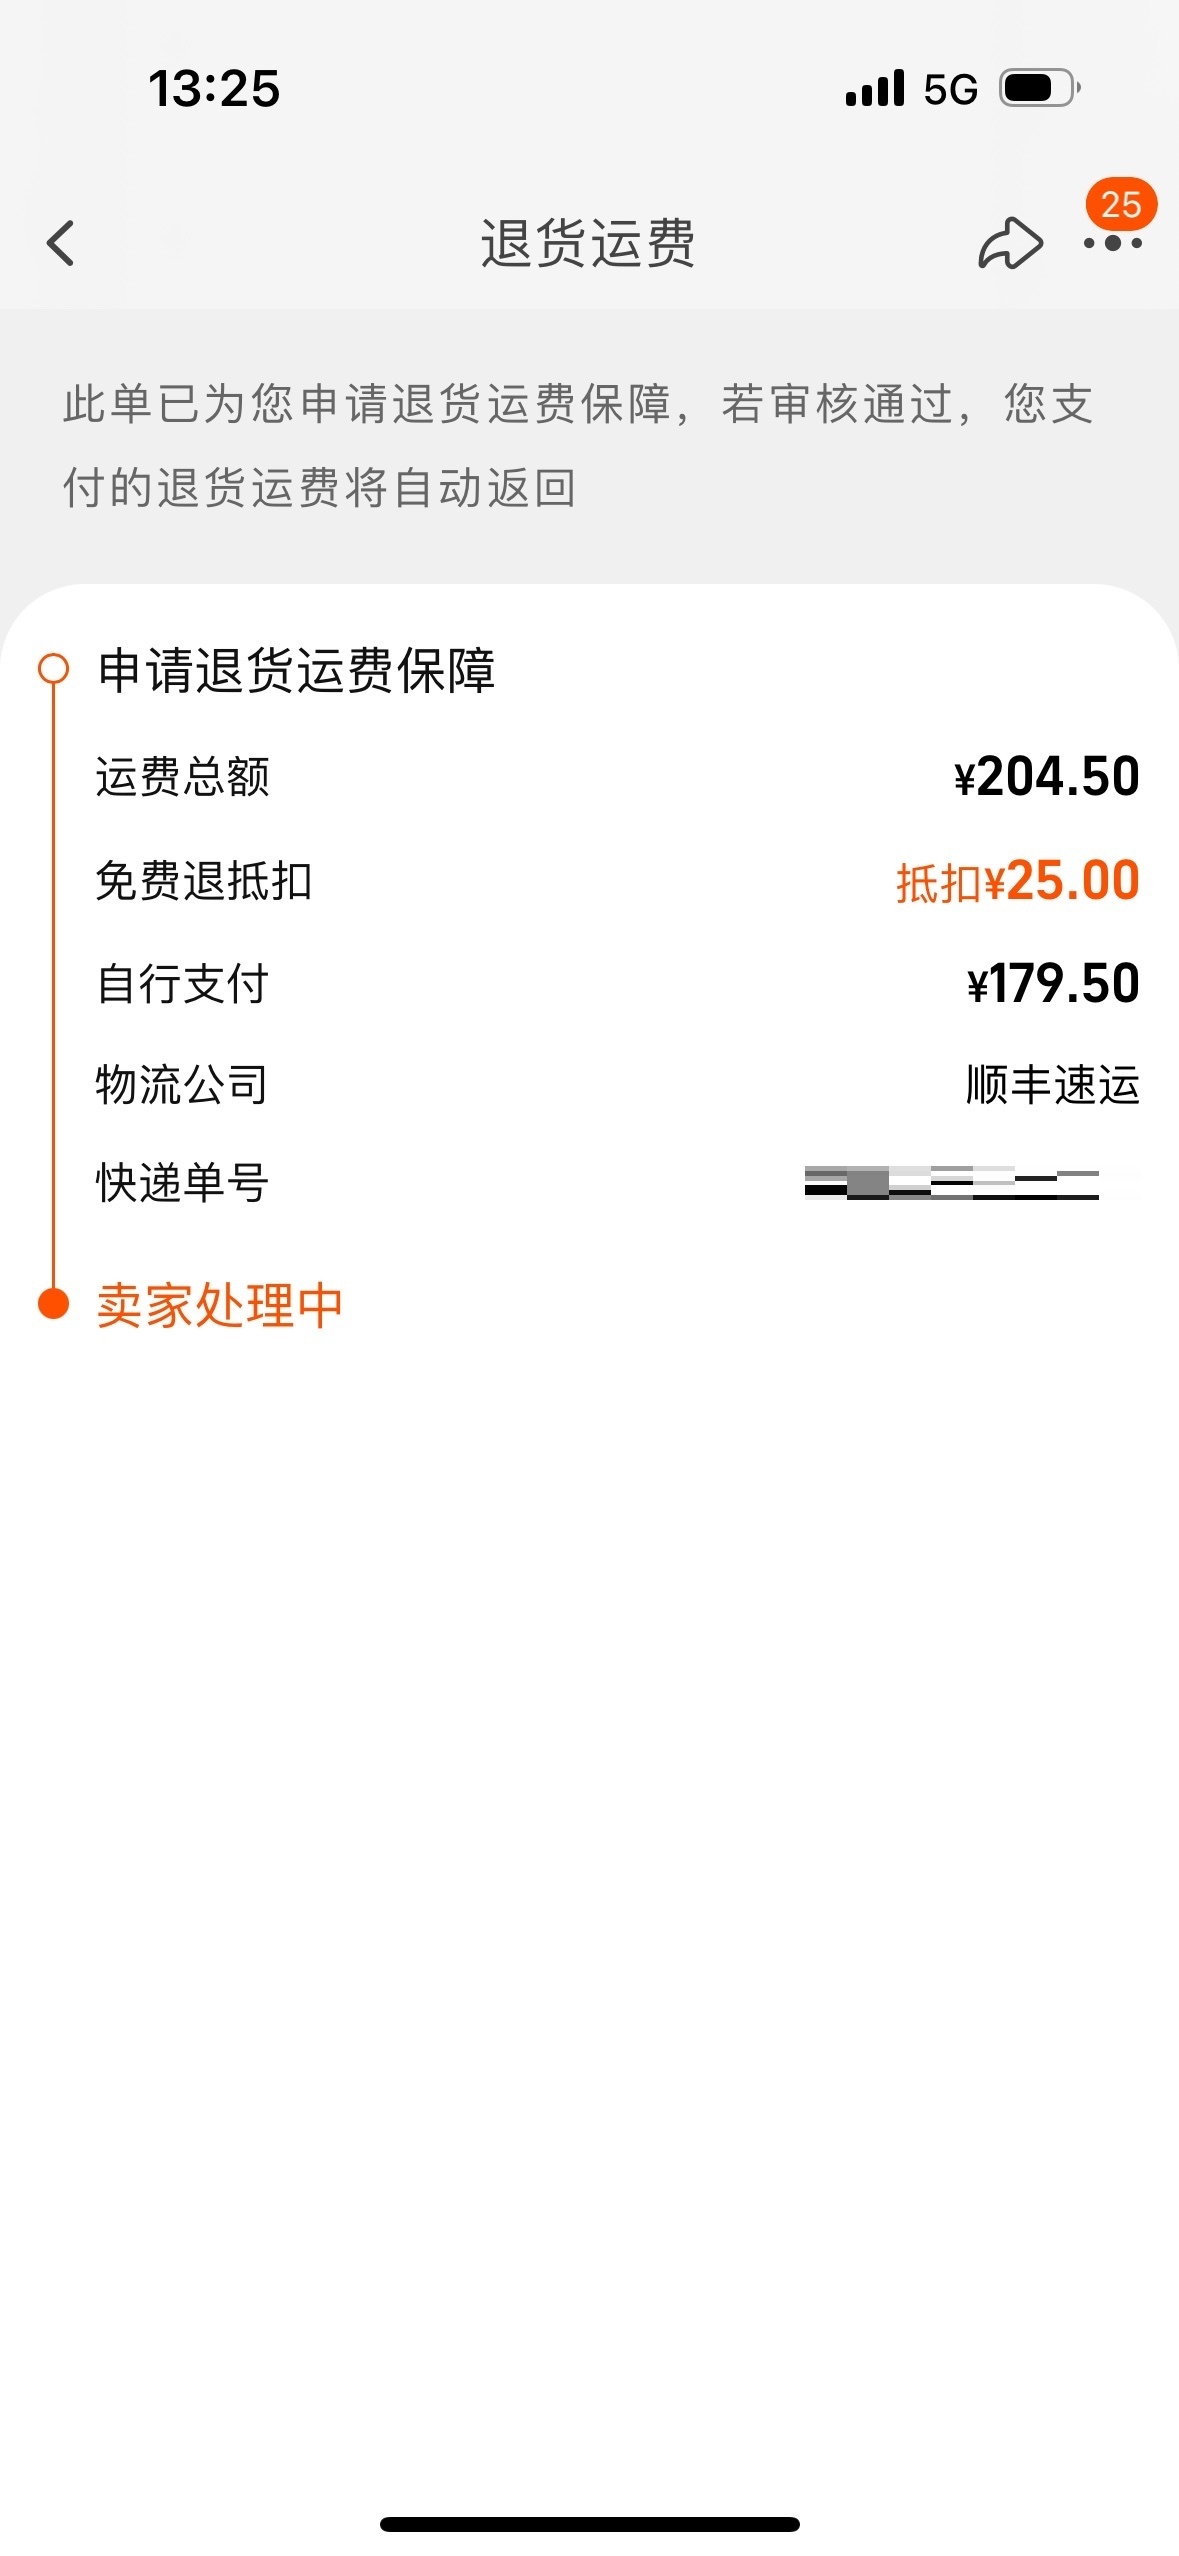 13:25 5G
退货运费 25
此单已为您申请退货运费保障，若审核通过，您支
付的退货运费将自动返回
申请退货运费保障
运费总额 ¥204.50
免费退抵扣 抵扣¥25.00
自行支付 ¥179.50
物流公司 顺丰速运
快递单号
卖家处理中